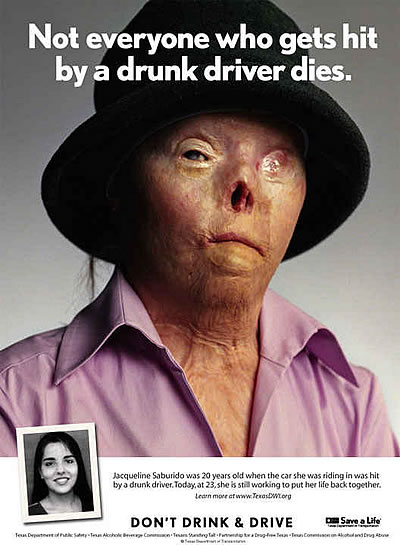 Not everyone who gets hit
by a drunk driver dies.
Jacqueline Saburido was 20 years old when the car she was riding in was hit
by a drunk driver. Today, at 23, she is still working to put her life back together.
Learn more at www.TexasDWI.org
DON'T DRINK & DRIVE
Save a Life
Texas Department of Transportation
Texas Department of Public Safety • Texas Alcoholic Beverage Commission • Texans Standing Tall • Partnership for a Drug-Free Texas • Texas Commission on Alcohol and Drug Abuse
Texas Department of Transportation